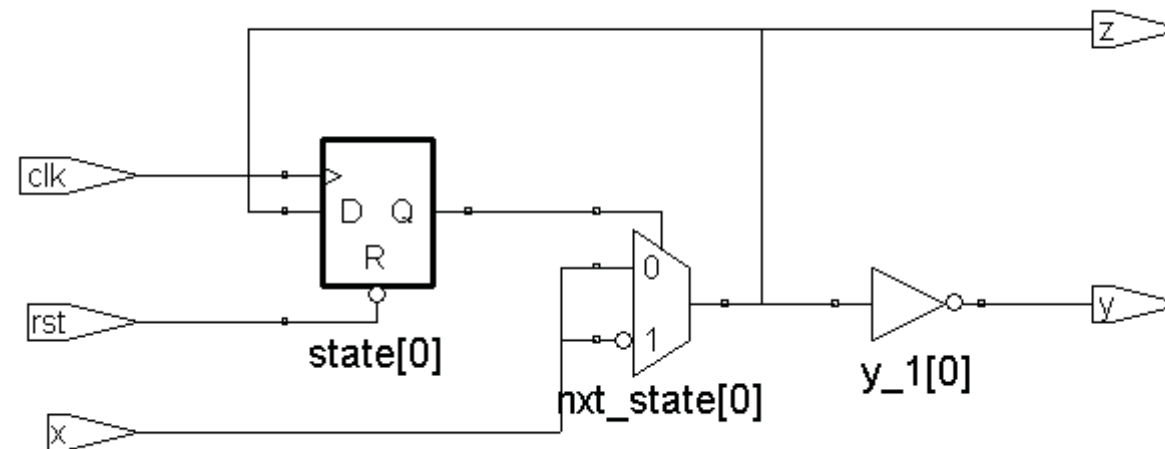 z
clk
D Q
R
0
rst
1
y
state[0]
y_1[0]
nxt_state[0]
x